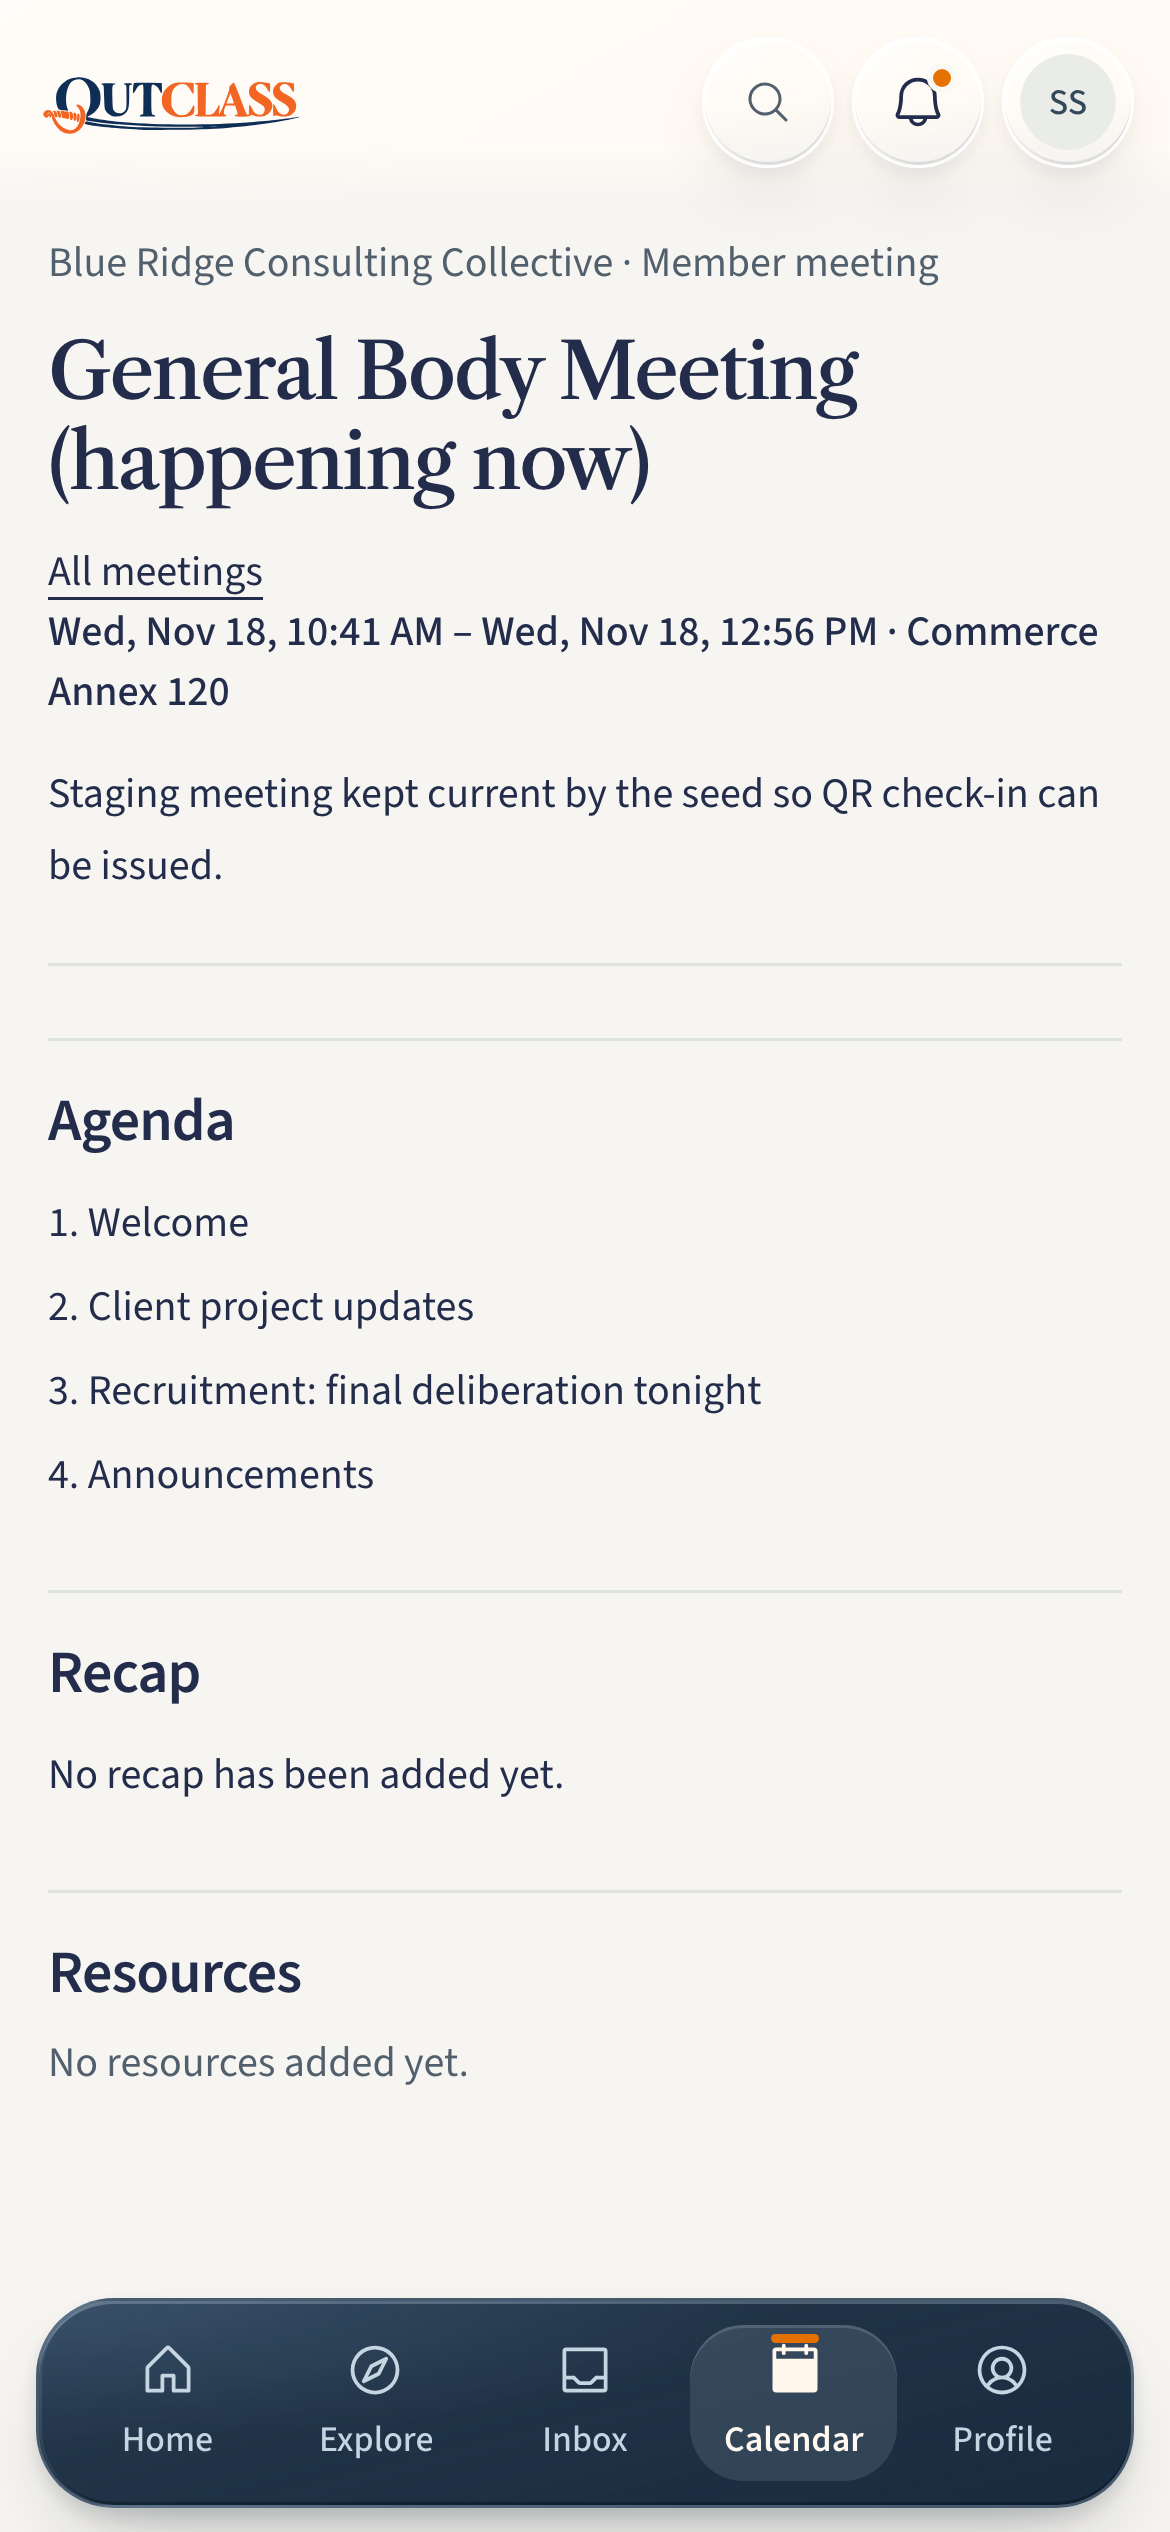 OUTCLASS
SS
Blue Ridge Consulting Collective · Member meeting
General Body Meeting
(happening now)
All meetings
Wed, Nov 18, 10:41 AM – Wed, Nov 18, 12:56 PM · Commerce
Annex 120
Staging meeting kept current by the seed so QR check-in can
be issued.
Agenda
1. Welcome
2. Client project updates
3. Recruitment: final deliberation tonight
4. Announcements
Recap
No recap has been added yet.
Resources
No resources added yet.
Home
Explore
Inbox
Calendar
Profile